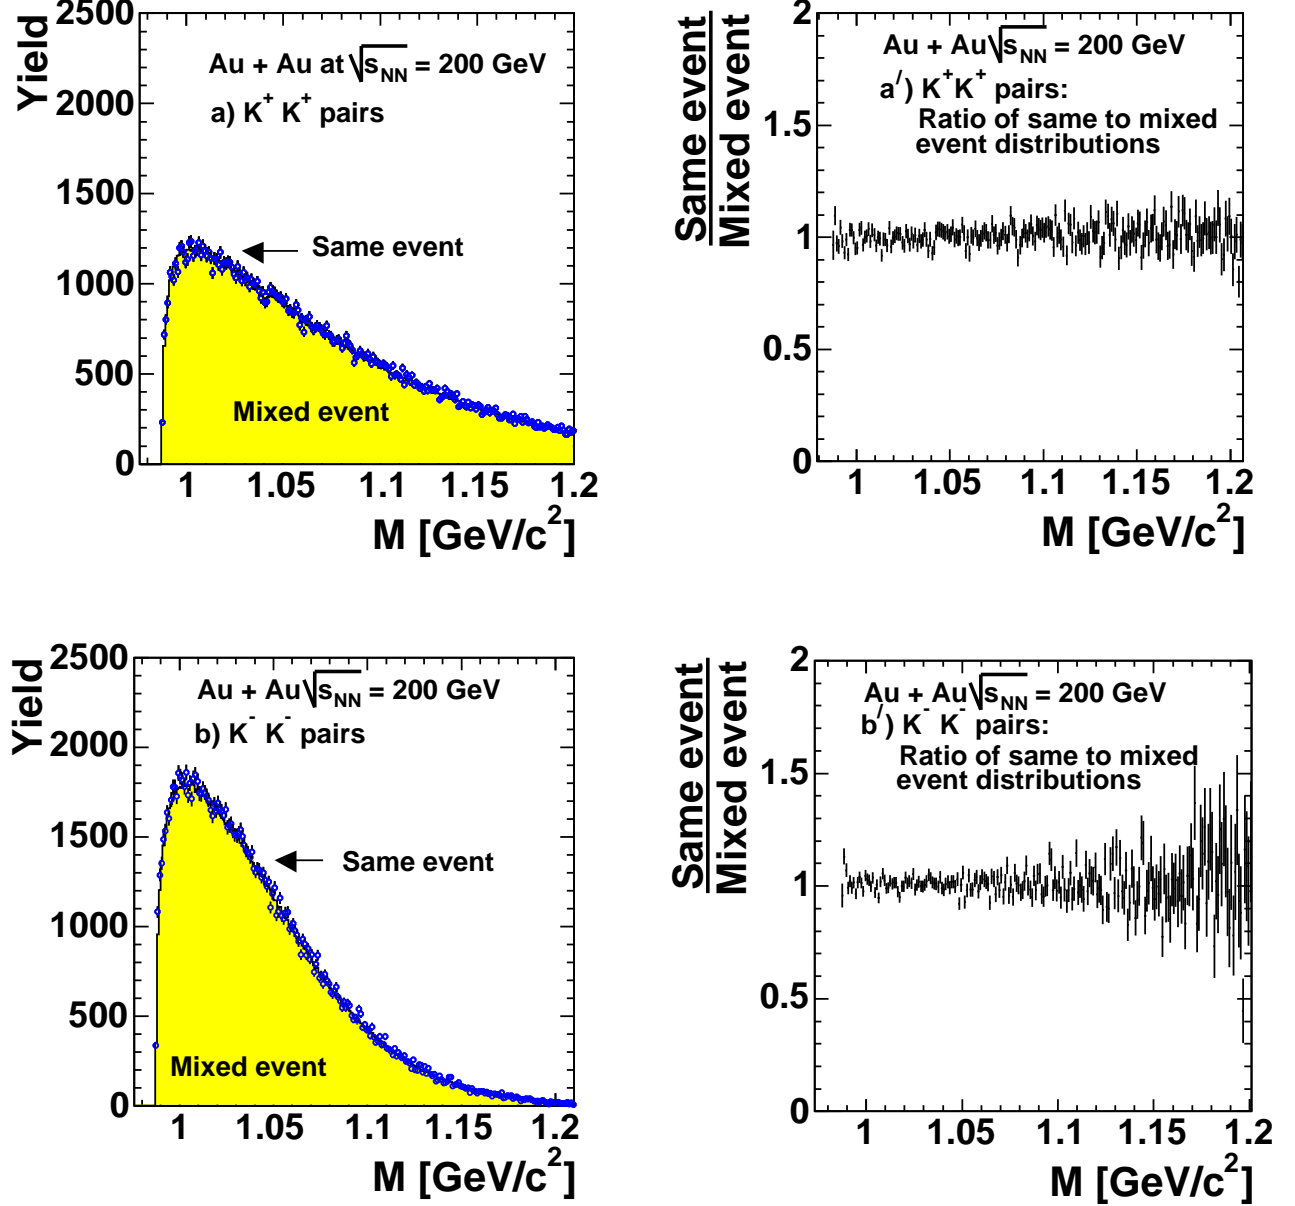 Yield
2500
2000
1500
1000
500
0
Au + Au at √sNN = 200 GeV
a) K+ K+ pairs
Same event
Mixed event
1 1.05 1.1 1.15 1.2
M [GeV/c2]
Same event
Mixed event
2
1.5
1
0.5
0
Au + Au√sNN = 200 GeV
a/) K+K+ pairs:
Ratio of same to mixed
event distributions
1 1.05 1.1 1.15 1.2
M [GeV/c2]
Yield
2500
2000
1500
1000
500
0
Au + Au√sNN = 200 GeV
b) K- K- pairs
Same event
Mixed event
1 1.05 1.1 1.15 1.2
M [GeV/c2]
Same event
Mixed event
2
1.5
1
0.5
0
Au + Au√sNN = 200 GeV
b/) K- K- pairs:
Ratio of same to mixed
event distributions
1 1.05 1.1 1.15 1.2
M [GeV/c2]